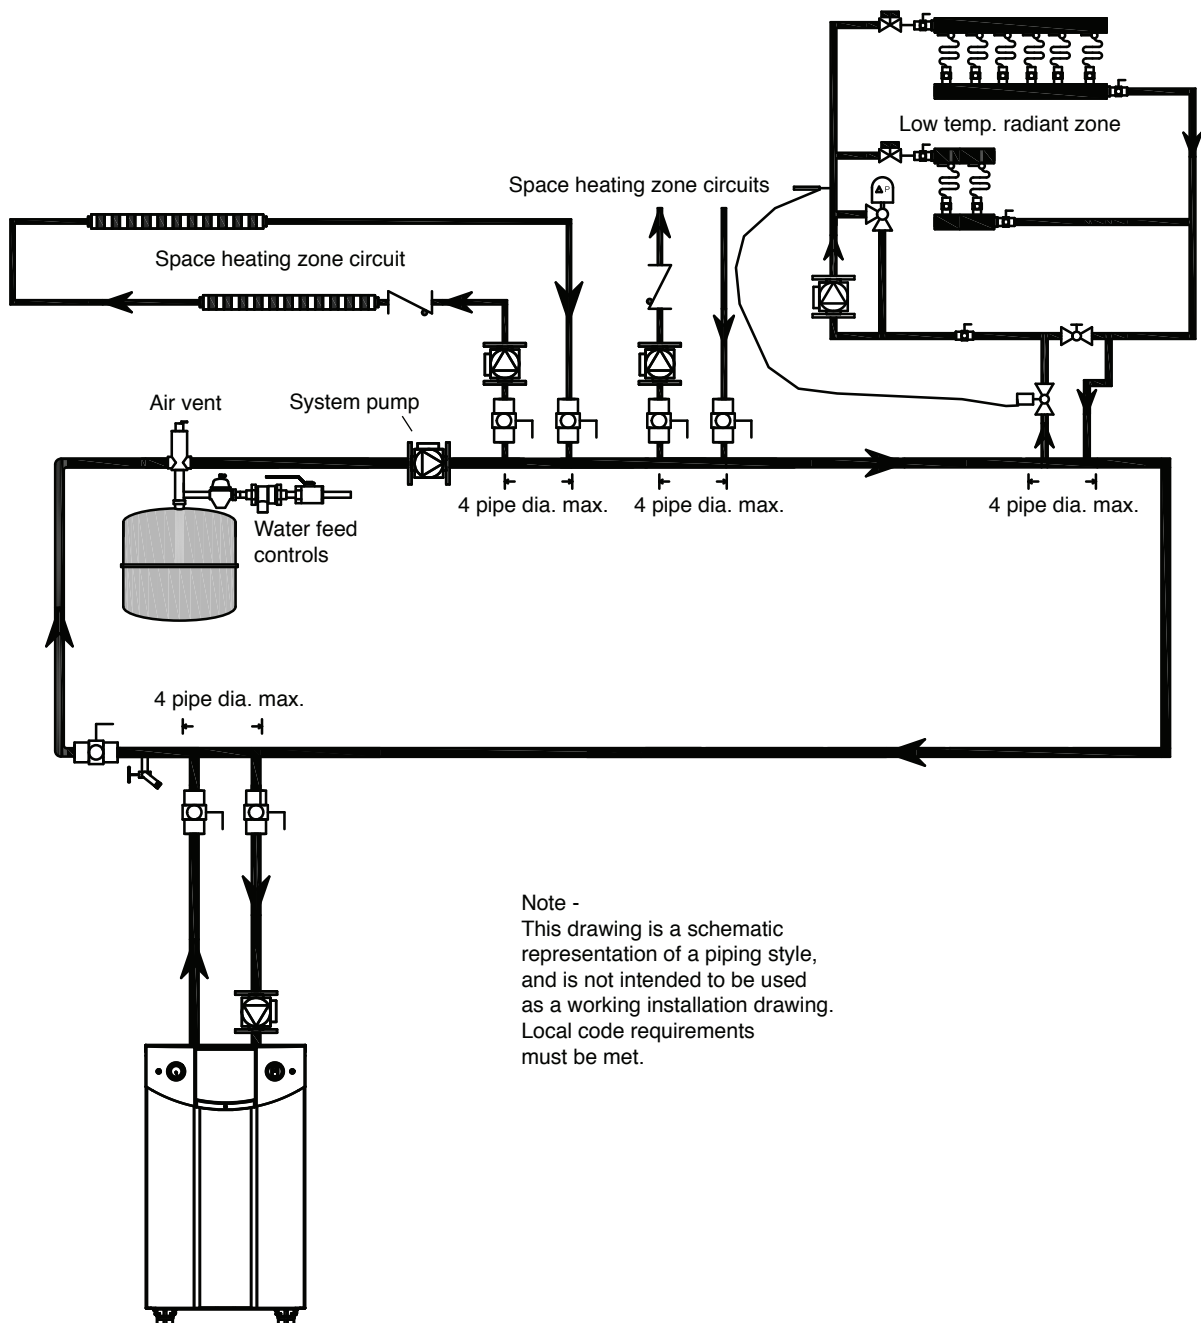 Low temp. radiant zone
Space heating zone circuits
P
Space heating zone circuit
Air vent
System pump
4 pipe dia. max.
4 pipe dia. max.
4 pipe dia. max.
Water feed
controls
4 pipe dia. max.
Note -
This drawing is a schematic
representation of a piping style,
and is not intended to be used
as a working installation drawing.
Local code requirements
must be met.